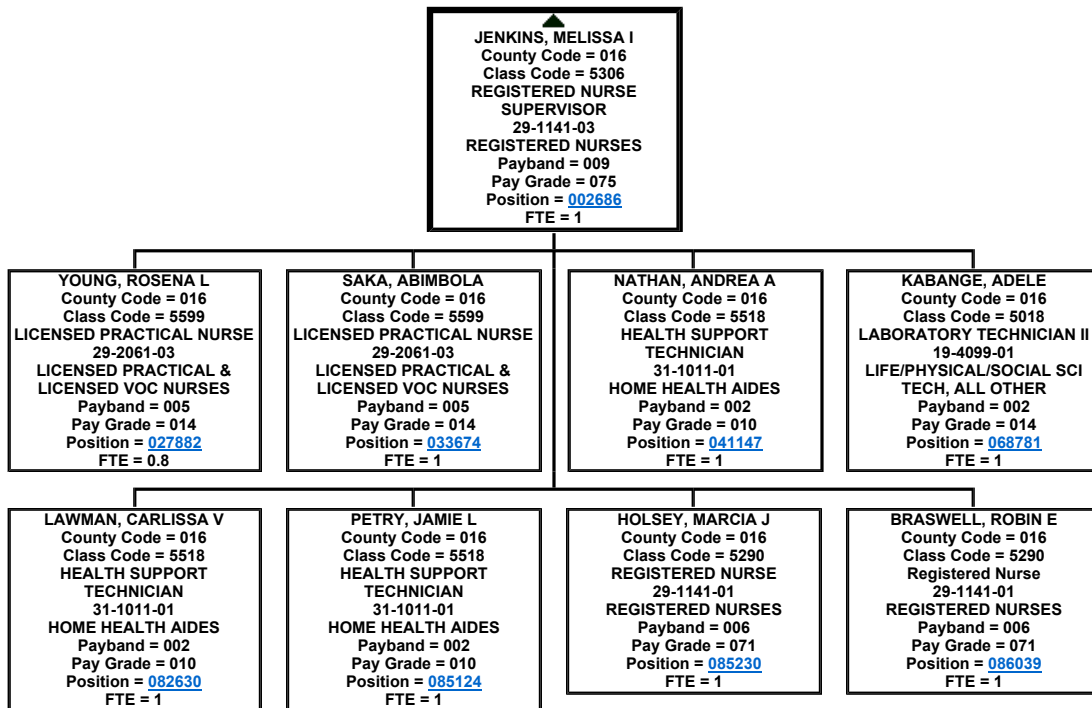 JENKINS, MELISSA I
County Code = 016
Class Code = 5306
REGISTERED NURSE
SUPERVISOR
29-1141-03
REGISTERED NURSES
Payband = 009
Pay Grade = 075
Position = 002686
FTE = 1
YOUNG, ROSENA L
County Code = 016
Class Code = 5599
LICENSED PRACTICAL NURSE
29-2061-03
LICENSED PRACTICAL &
LICENSED VOC NURSES
Payband = 005
Pay Grade = 014
Position = 027882
FTE = 0.8
SAKA, ABIMBOLA
County Code = 016
Class Code = 5599
LICENSED PRACTICAL NURSE
29-2061-03
LICENSED PRACTICAL &
LICENSED VOC NURSES
Payband = 005
Pay Grade = 014
Position = 033674
FTE = 1
NATHAN, ANDREA A
County Code = 016
Class Code = 5518
HEALTH SUPPORT
TECHNICIAN
31-1011-01
HOME HEALTH AIDES
Payband = 002
Pay Grade = 010
Position = 041147
FTE = 1
KABANGE, ADELE
County Code = 016
Class Code = 5018
LABORATORY TECHNICIAN II
19-4099-01
LIFE/PHYSICAL/SOCIAL SCI
TECH, ALL OTHER
Payband = 002
Pay Grade = 014
Position = 068781
FTE = 1
LAWMAN, CARLISSA V
County Code = 016
Class Code = 5518
HEALTH SUPPORT
TECHNICIAN
31-1011-01
HOME HEALTH AIDES
Payband = 002
Pay Grade = 010
Position = 082630
FTE = 1
PETRY, JAMIE L
County Code = 016
Class Code = 5518
HEALTH SUPPORT
TECHNICIAN
31-1011-01
HOME HEALTH AIDES
Payband = 002
Pay Grade = 010
Position = 085124
FTE = 1
HOLSEY, MARCIA J
County Code = 016
Class Code = 5290
REGISTERED NURSE
29-1141-01
REGISTERED NURSES
Payband = 006
Pay Grade = 071
Position = 085230
FTE = 1
BRASWELL, ROBIN E
County Code = 016
Class Code = 5290
Registered Nurse
29-1141-01
REGISTERED NURSES
Payband = 006
Pay Grade = 071
Position = 086039
FTE = 1